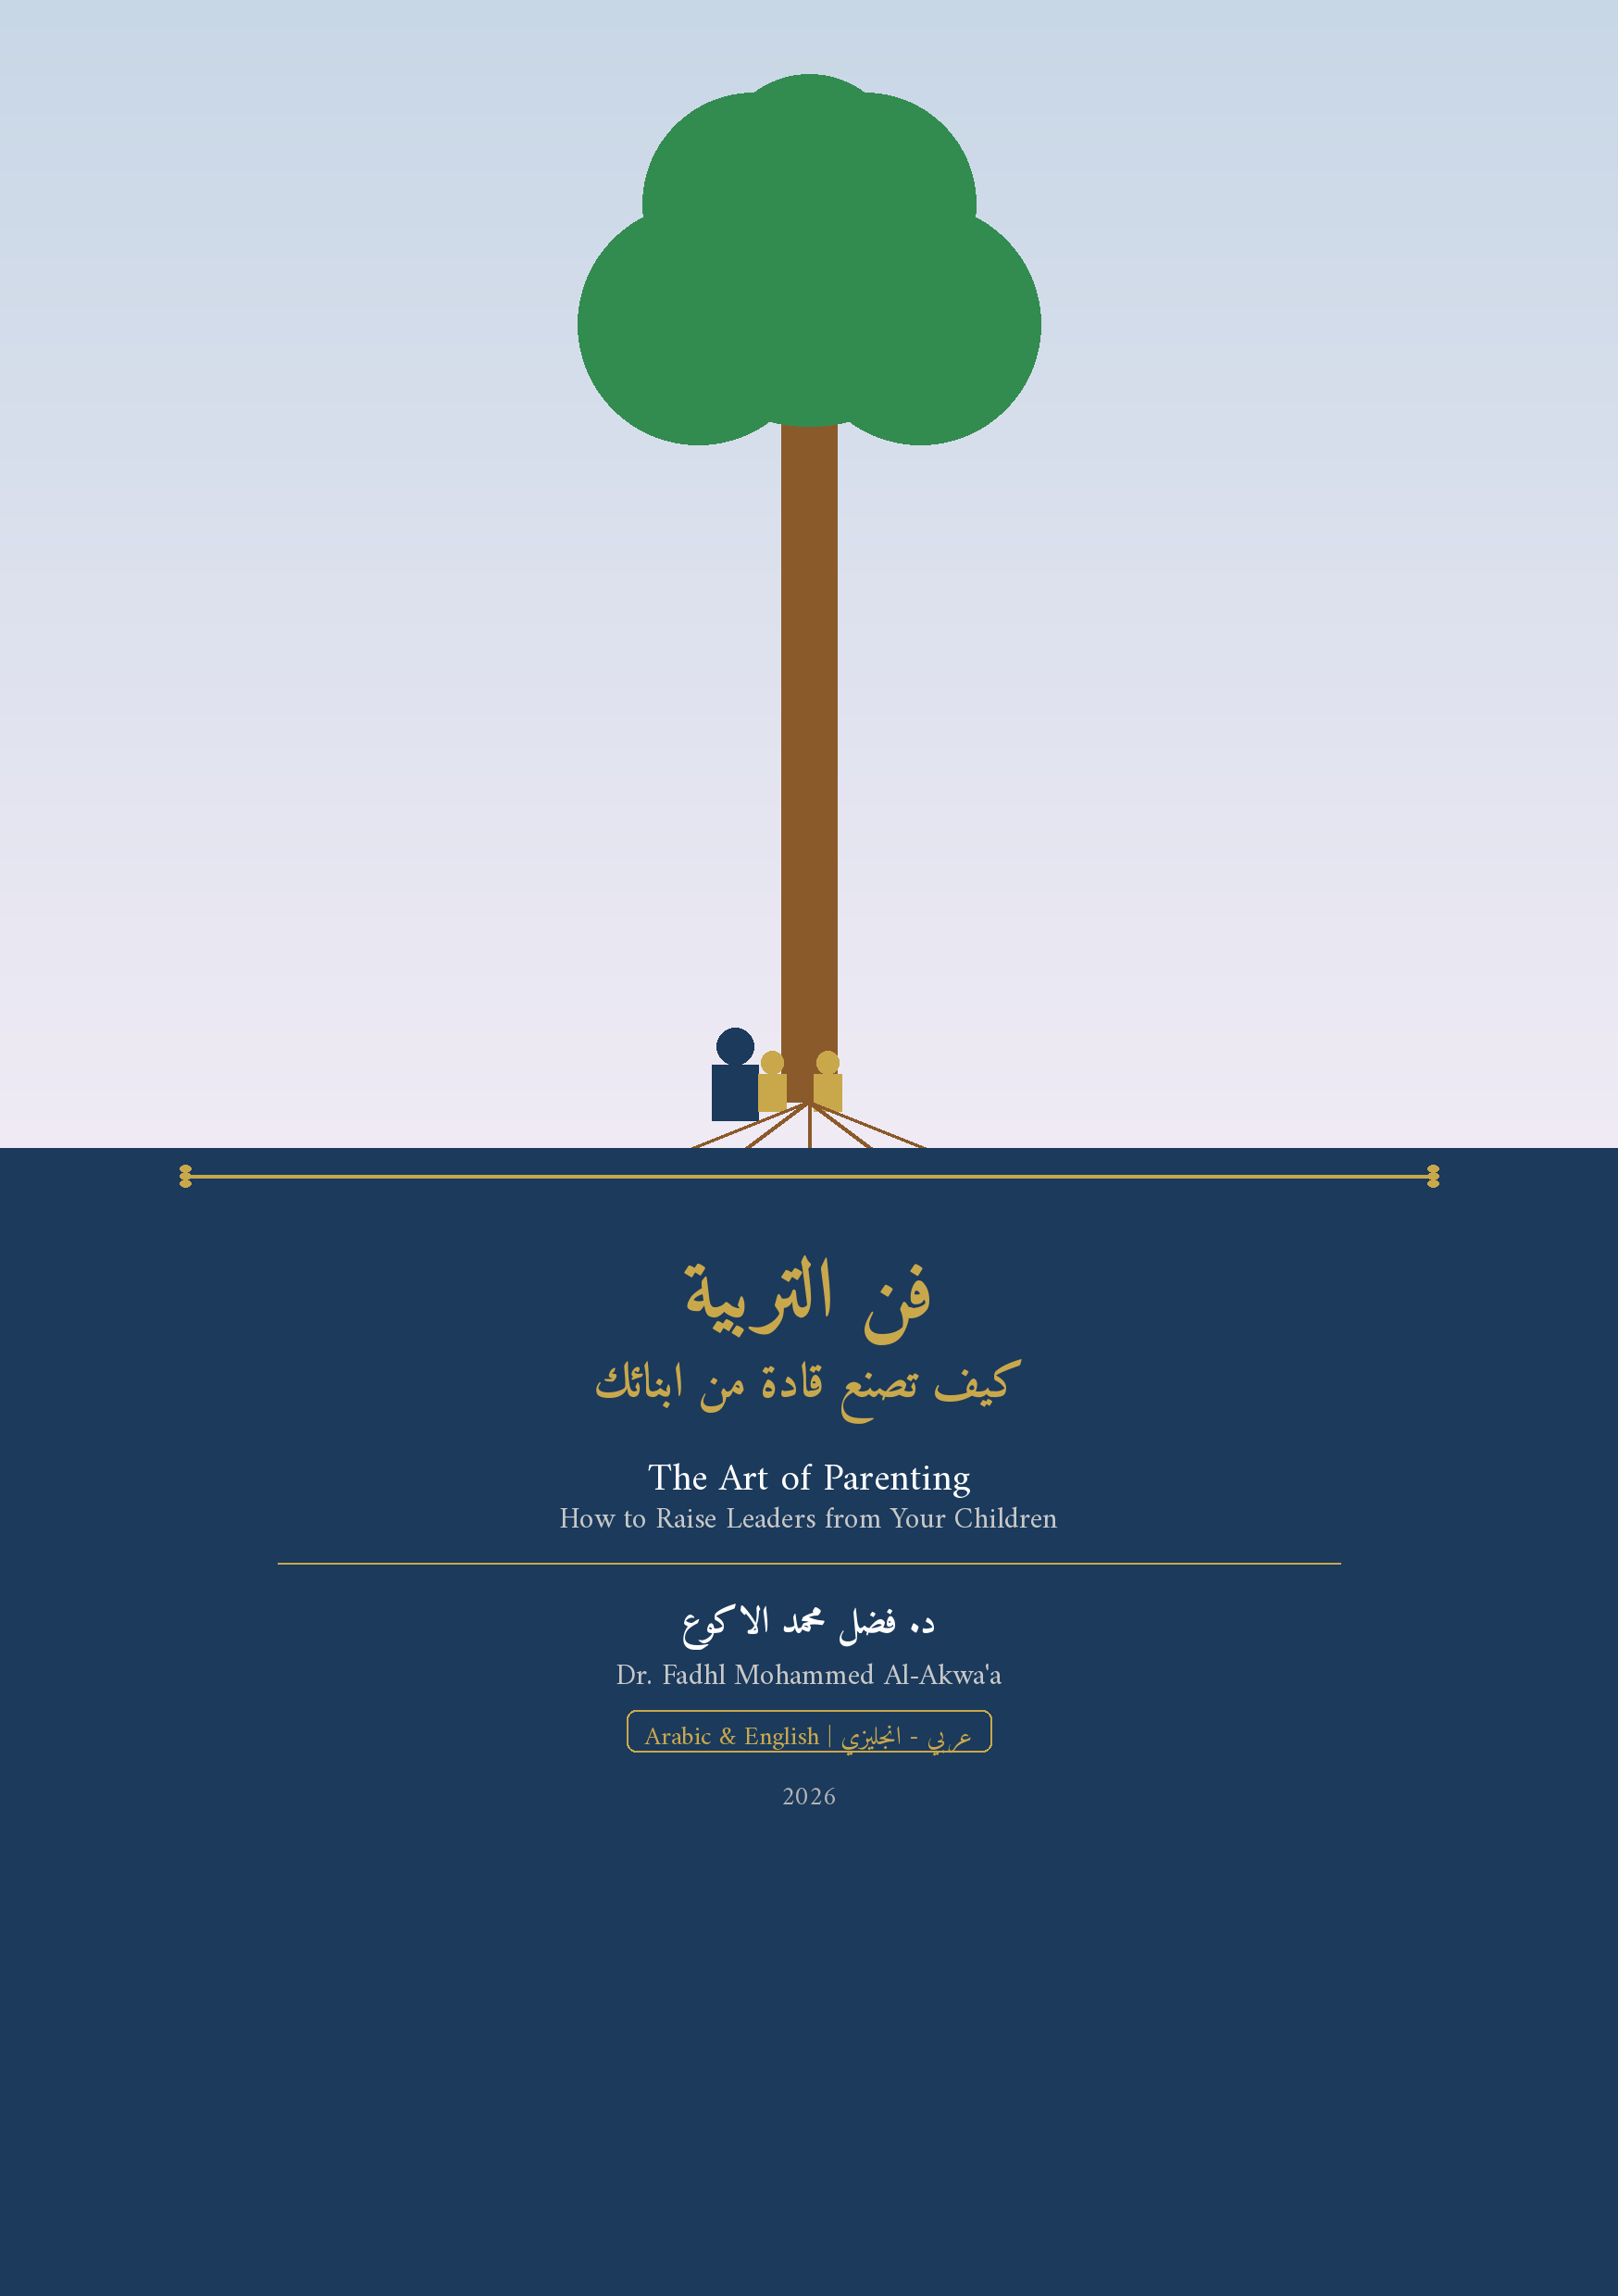 فن التربية
كيف تصنع قادة من ابنائك
The Art of Parenting
How to Raise Leaders from Your Children
د. فضل محمد الاكوع
Dr. Fadhl Mohammed Al-Akwa'a
Arabic & English | عربي - انجليزي
2026